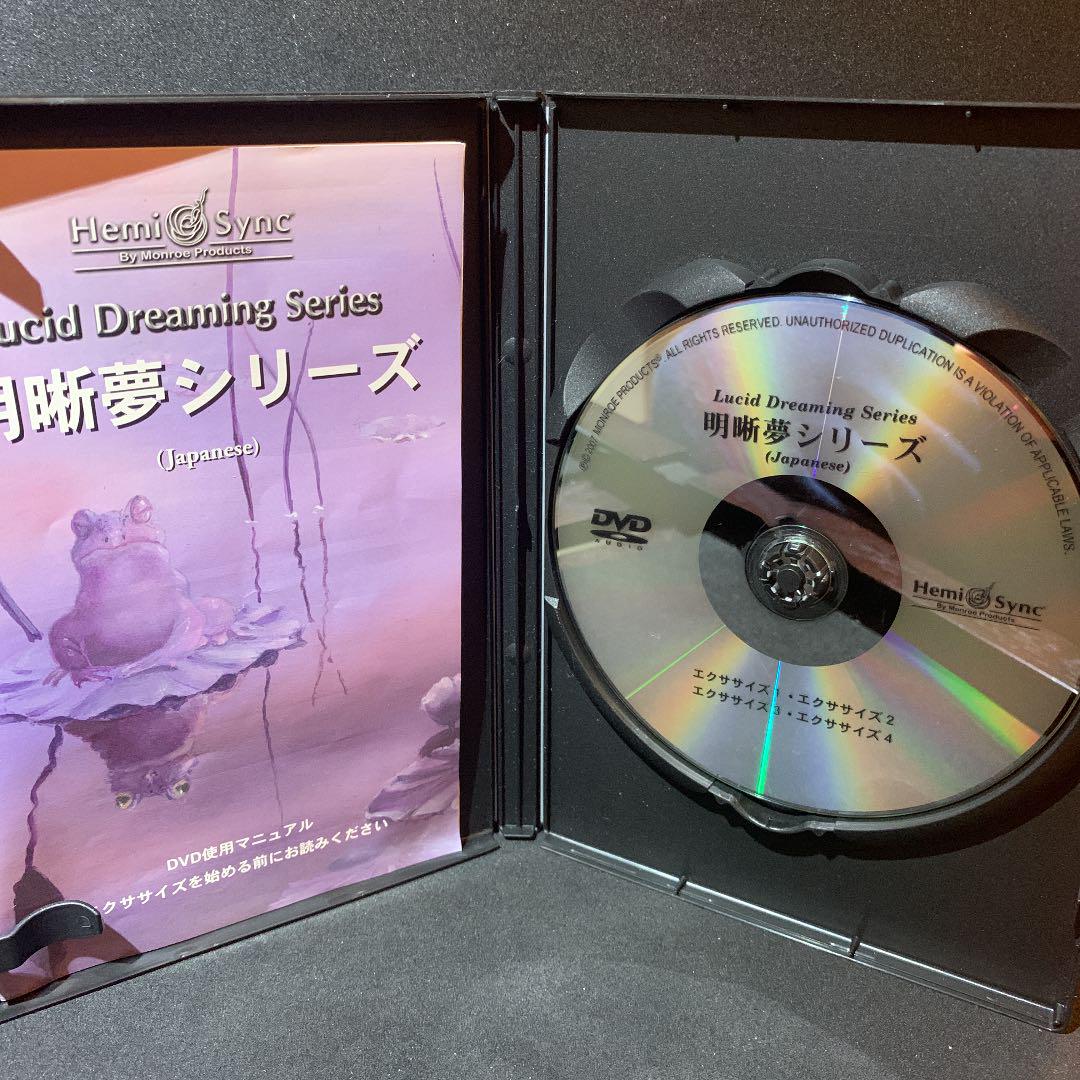 Hemi Sync
By Monroe Products
Lucid Dreaming Series
明晰夢シリーズ
(Japanese)
DVD使用マニュアル
クササイズを始める前にお読みください
℗© 2007 MONROE PRODUCTS®. ALL RIGHTS RESERVED. UNAUTHORIZED DUPLICATION IS A VIOLATION OF APPLICABLE LAWS.
Lucid Dreaming Series
明晰夢シリーズ
(Japanese)
DVD
AUDIO
Hemi Sync®
By Monroe Products
エクササイズ1・エクササイズ2
エクササイズ3・エクササイズ4